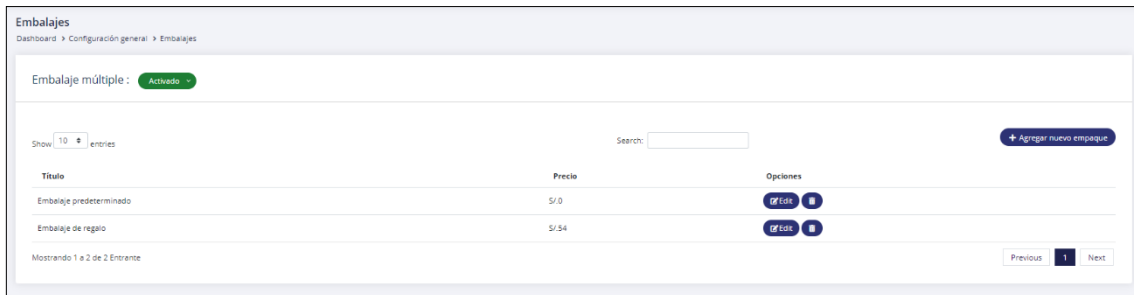 Embalajes
Dashboard > Configuración general > Embalajes
Embalaje múltiple : Activado
Show 10 entries Search: + Agregar nuevo empaque
Título Precio Opciones
Embalaje predeterminado S/.0 Edit
Embalaje de regalo S/.54 Edit
Mostrando 1 a 2 de 2 Entrante Previous 1 Next